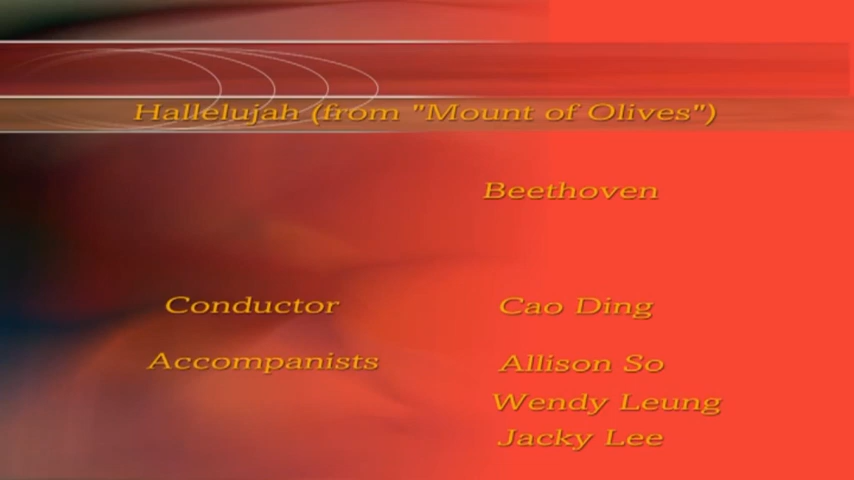 Hallelujah (from "Mount of Olives")
Beethoven
Conductor Cao Ding
Accompanists Allison So
Wendy Leung
Jacky Lee